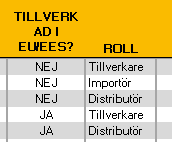 TILLVERK
AD I
EU/EES?
ROLL
NEJ Tillverkare
NEJ Importör
NEJ Distributör
JA Tillverkare
JA Distributör